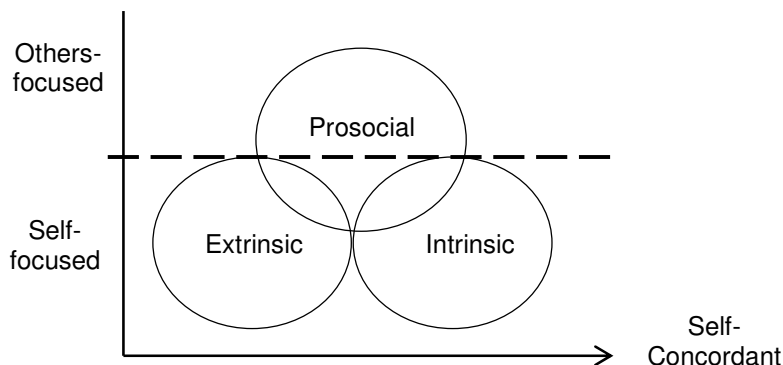 Others-
focused
Prosocial
Self-
focused
Extrinsic
Intrinsic
Self-
Concordant